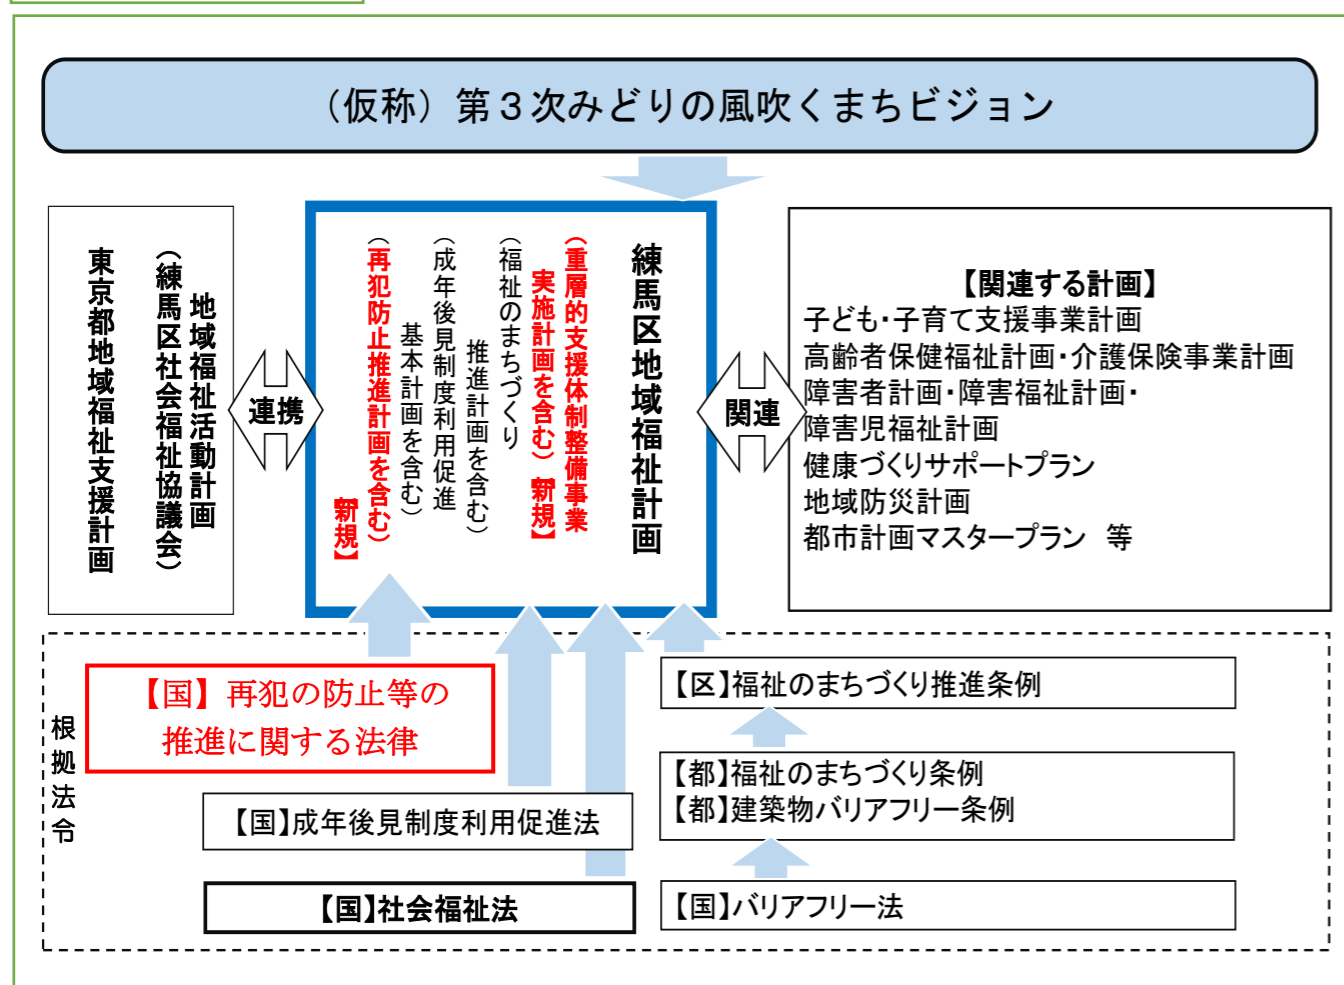 （仮称）第３次みどりの風吹くまちビジョン
地域福祉活動計画
（練馬区社会福祉協議会）
東京都地域福祉支援計画
連携
練馬区地域福祉計画
（重層的支援体制整備事業
実施計画を含む）【新規】
（福祉のまちづくり
推進計画を含む）
（成年後見制度利用促進
基本計画を含む）
（再犯防止推進計画を含む）
【新規】
関連
【関連する計画】
子ども・子育て支援事業計画
高齢者保健福祉計画・介護保険事業計画
障害者計画・障害福祉計画・
障害児福祉計画
健康づくりサポートプラン
地域防災計画
都市計画マスタープラン　等
根拠法令
【国】再犯の防止等の
推進に関する法律
【国】成年後見制度利用促進法
【国】社会福祉法
【区】福祉のまちづくり推進条例
【都】福祉のまちづくり条例
【都】建築物バリアフリー条例
【国】バリアフリー法